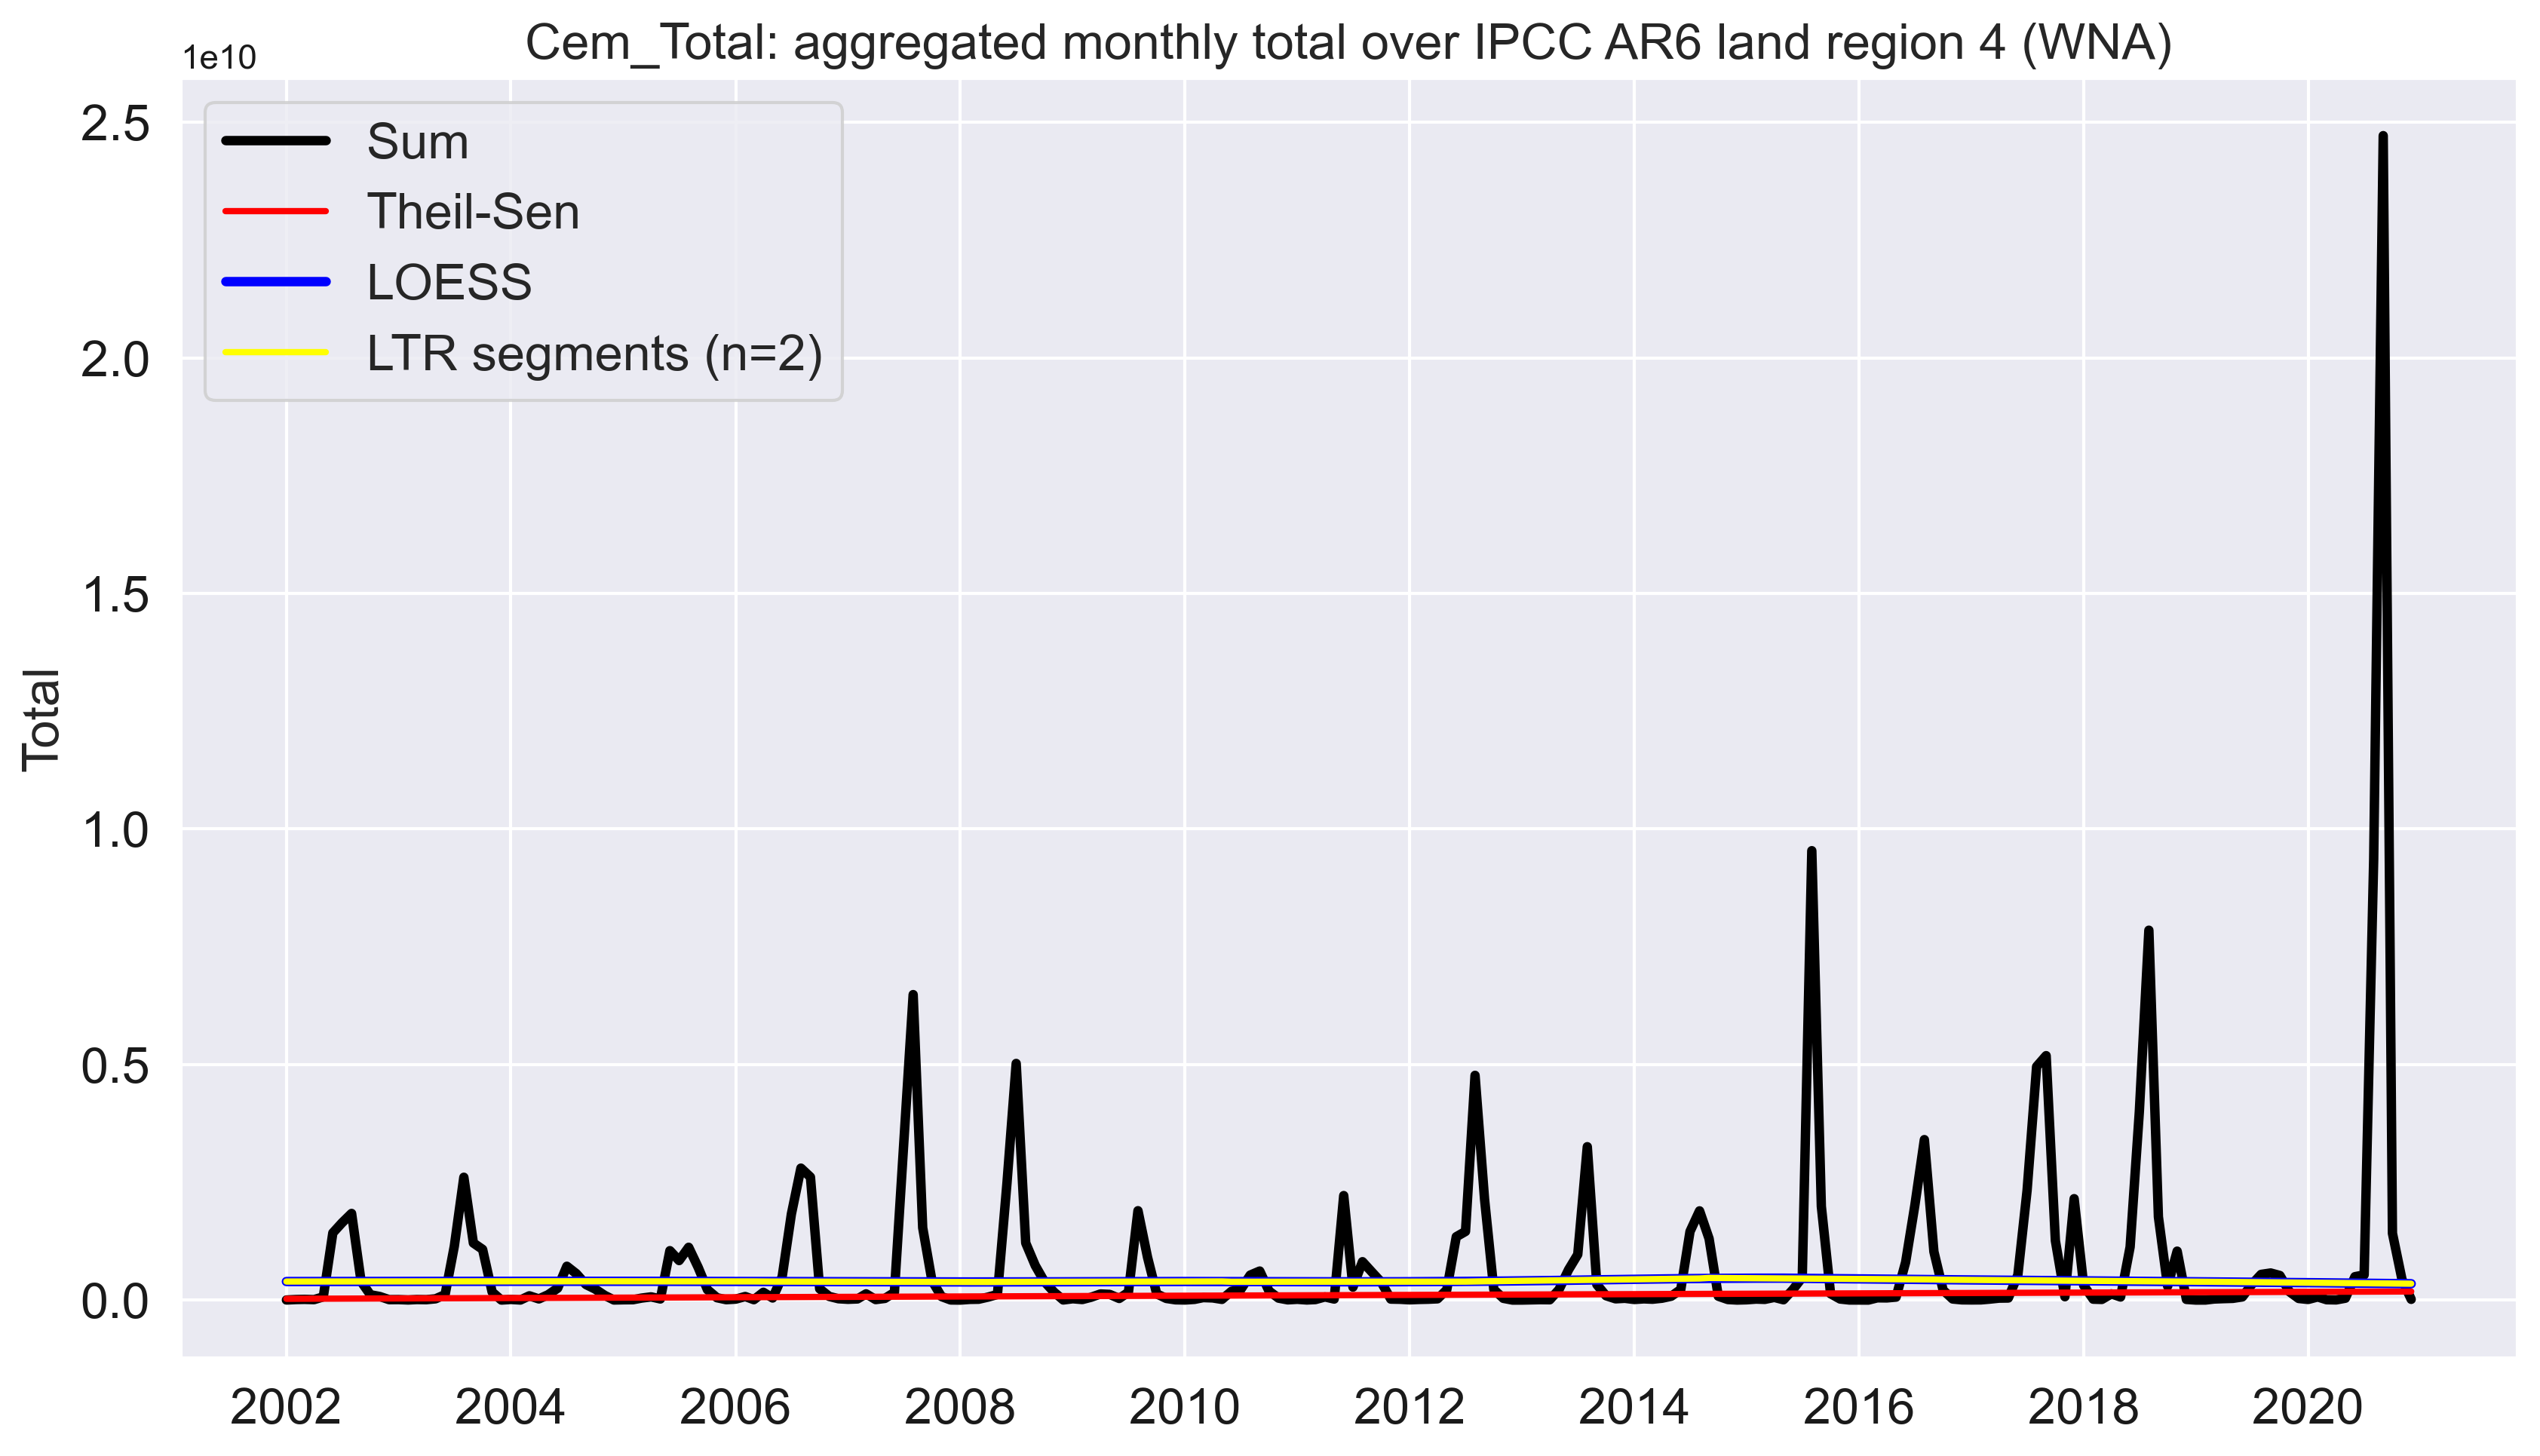 Cem_Total: aggregated monthly total over IPCC AR6 land region 4 (WNA)
1e10
2.5
2.0
1.5
1.0
0.5
0.0
Total
Sum
Theil-Sen
LOESS
LTR segments (n=2)
2002 2004 2006 2008 2010 2012 2014 2016 2018 2020